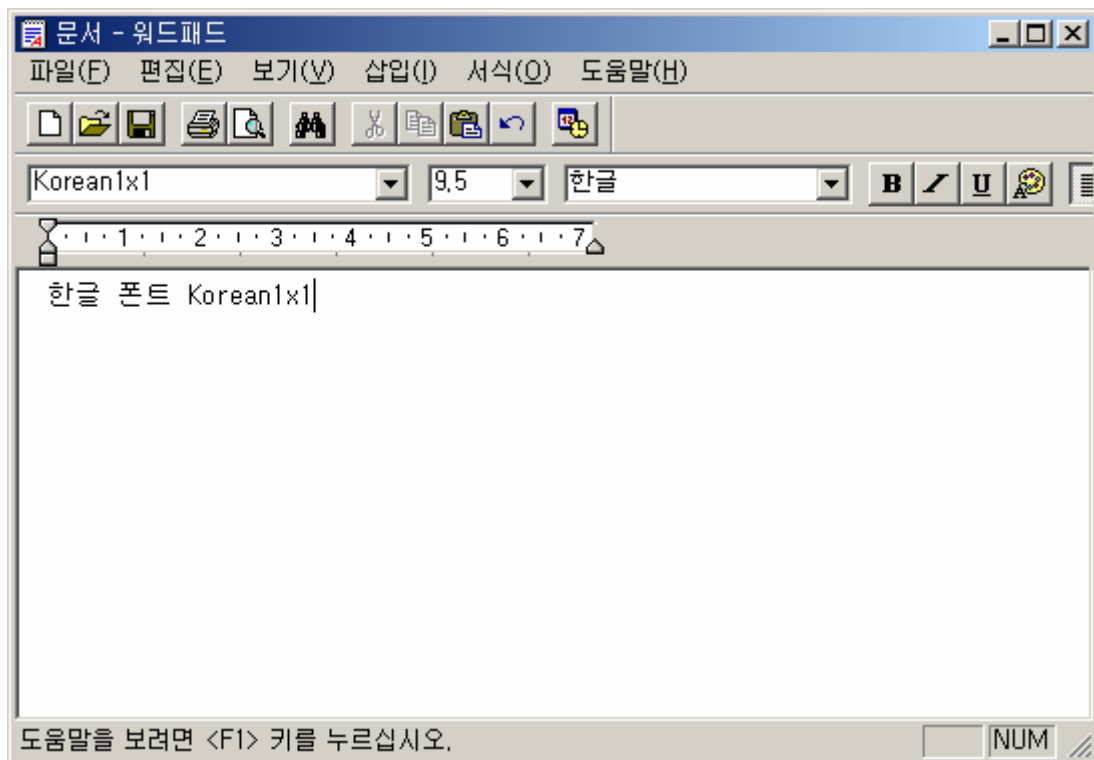 문서 - 워드패드
파일(F) 편집(E) 보기(V) 삽입(I) 서식(O) 도움말(H)
Korean1x1 9,5 한글 B I U
1 2 3 4 5 6 7
한글 폰트 Korean1x1
도움말을 보려면 <F1> 키를 누르십시오. NUM